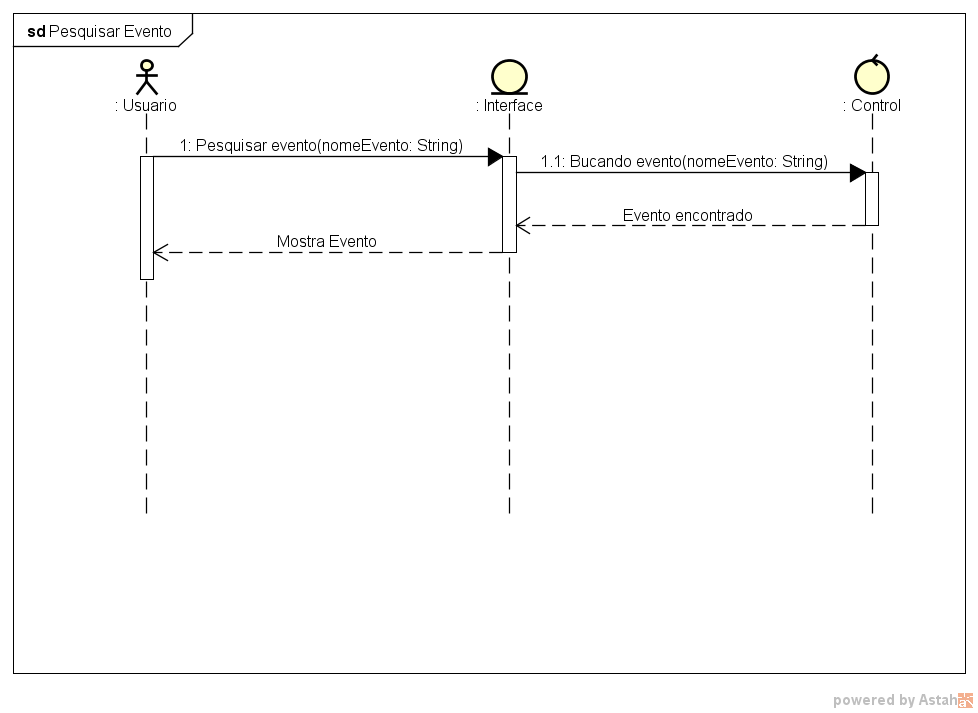 sd Pesquisar Evento
: Usuario
: Interface
: Control
1: Pesquisar evento(nomeEvento: String)
1.1: Bucando evento(nomeEvento: String)
Evento encontrado
Mostra Evento
powered by Astah